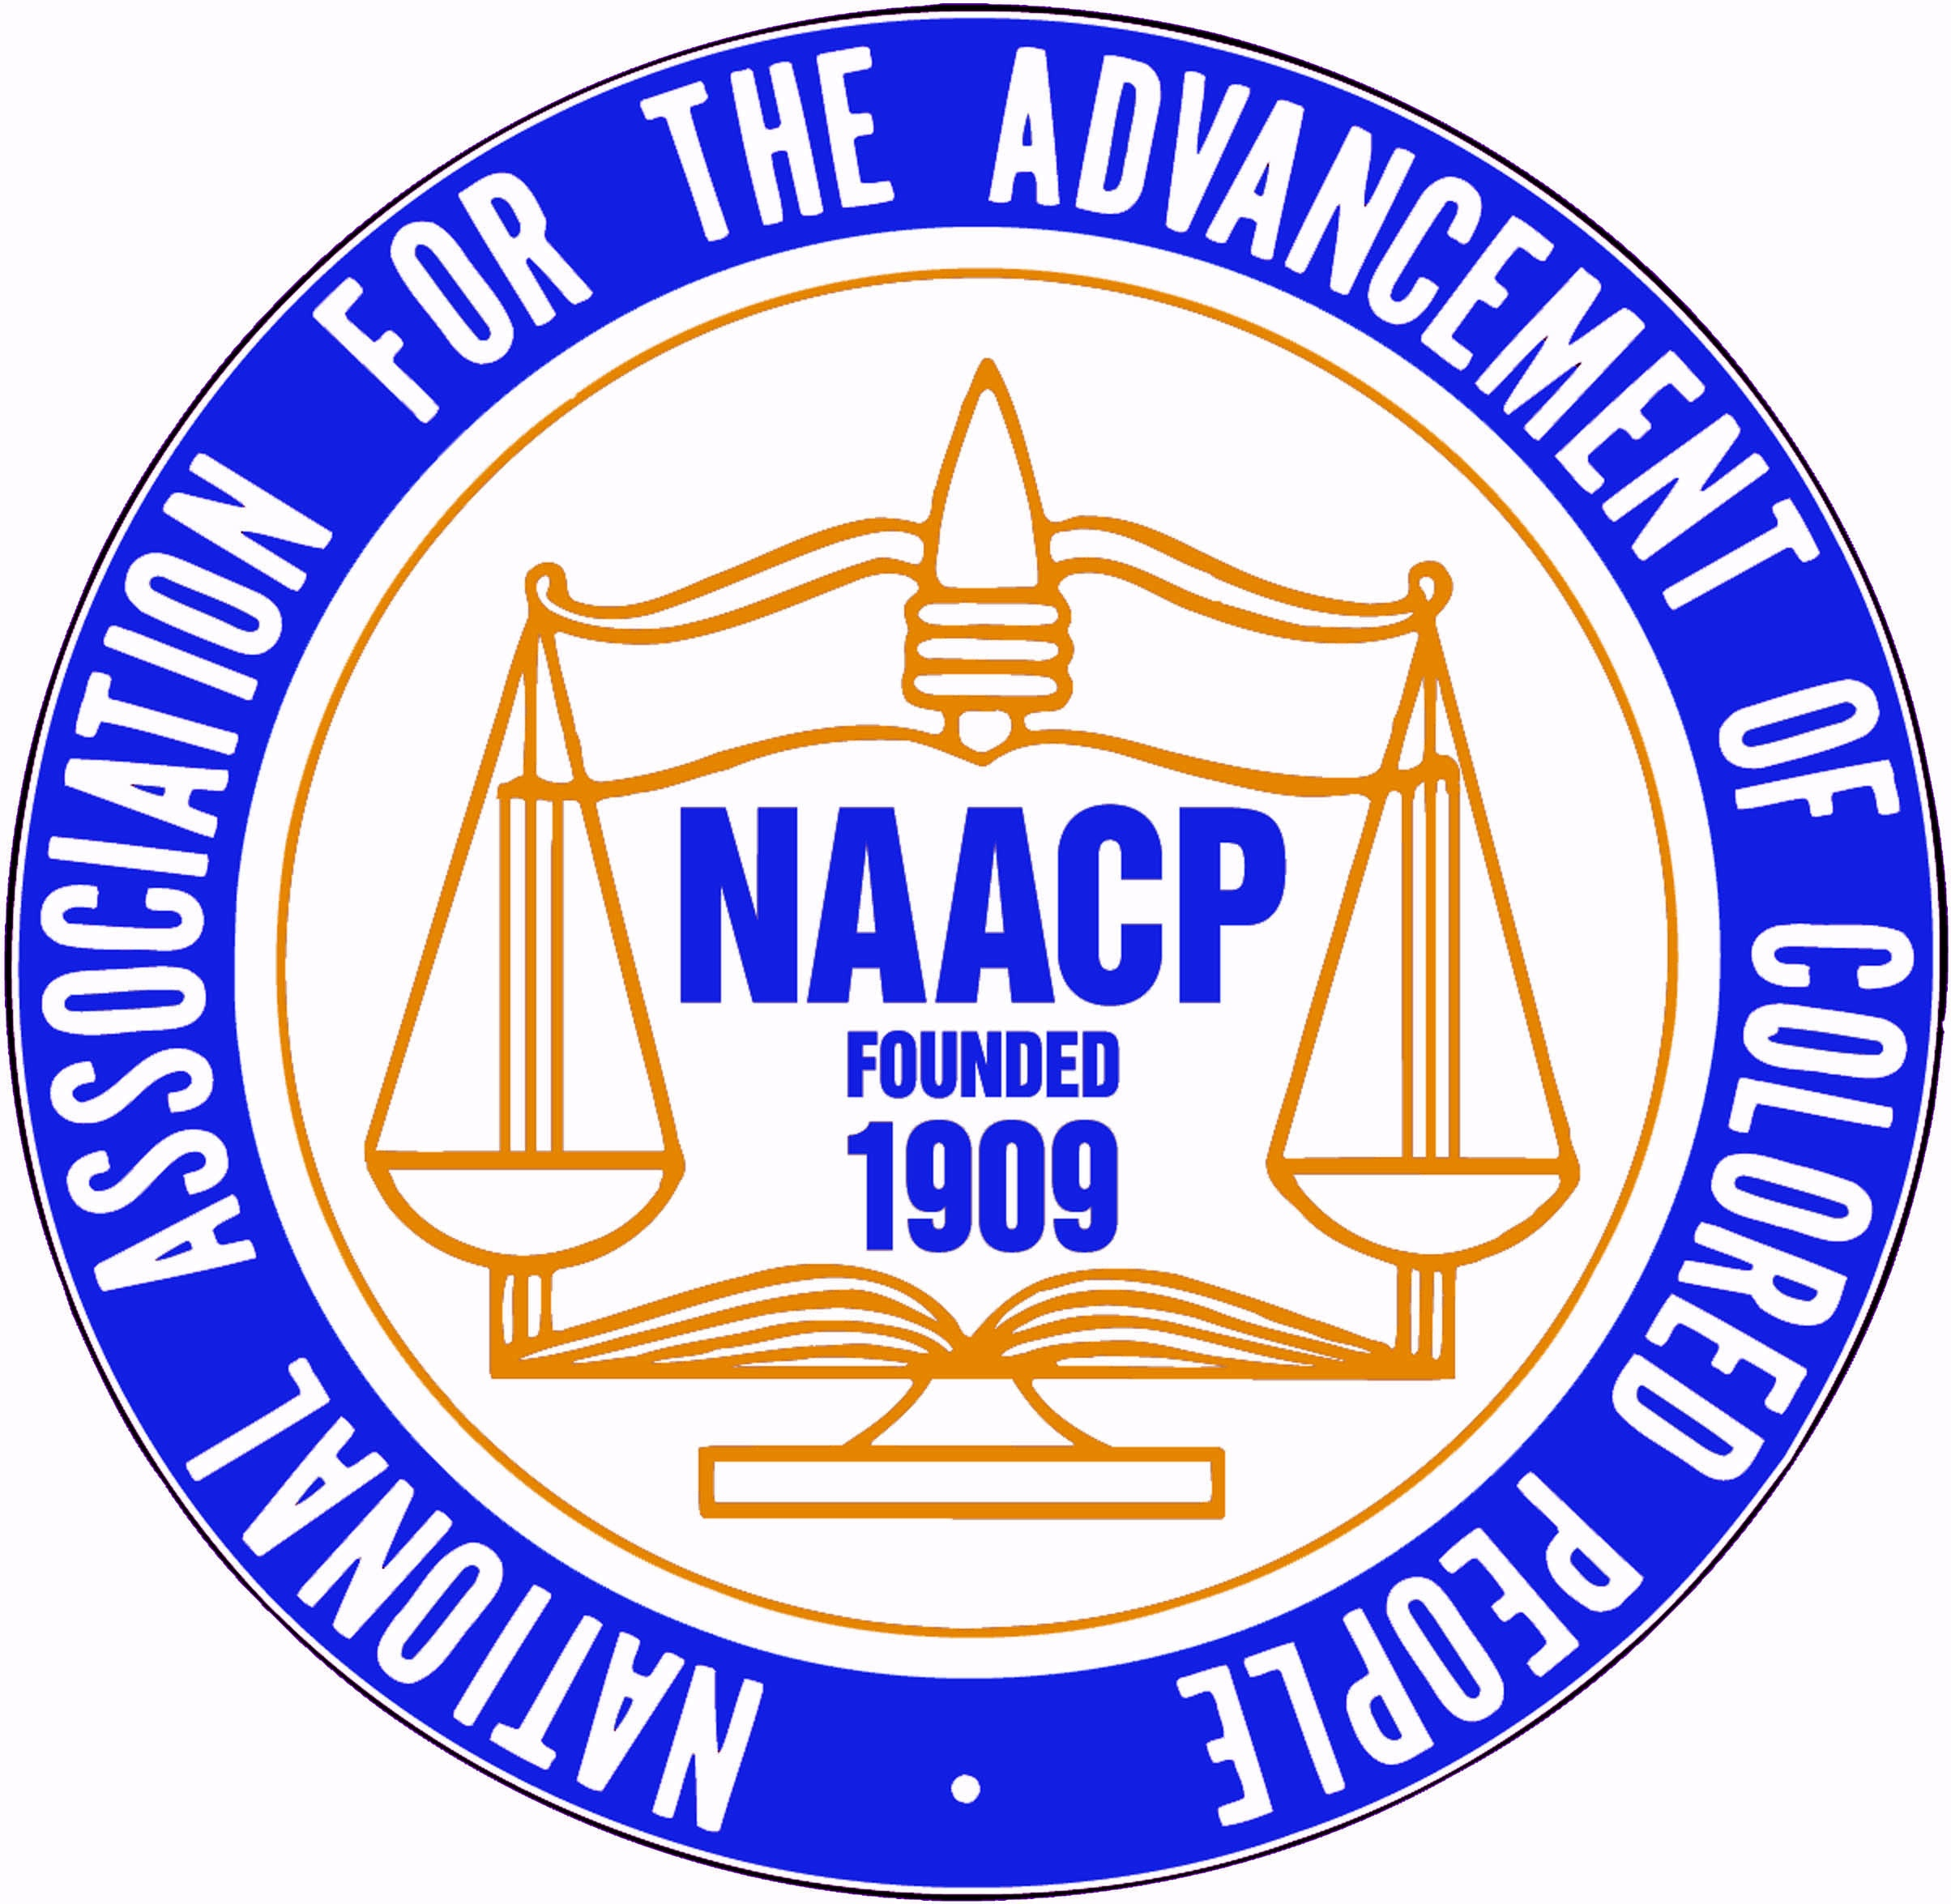 NATIONAL ASSOCIATION FOR THE ADVANCEMENT OF COLORED PEOPLE
NAACP
FOUNDED
1909